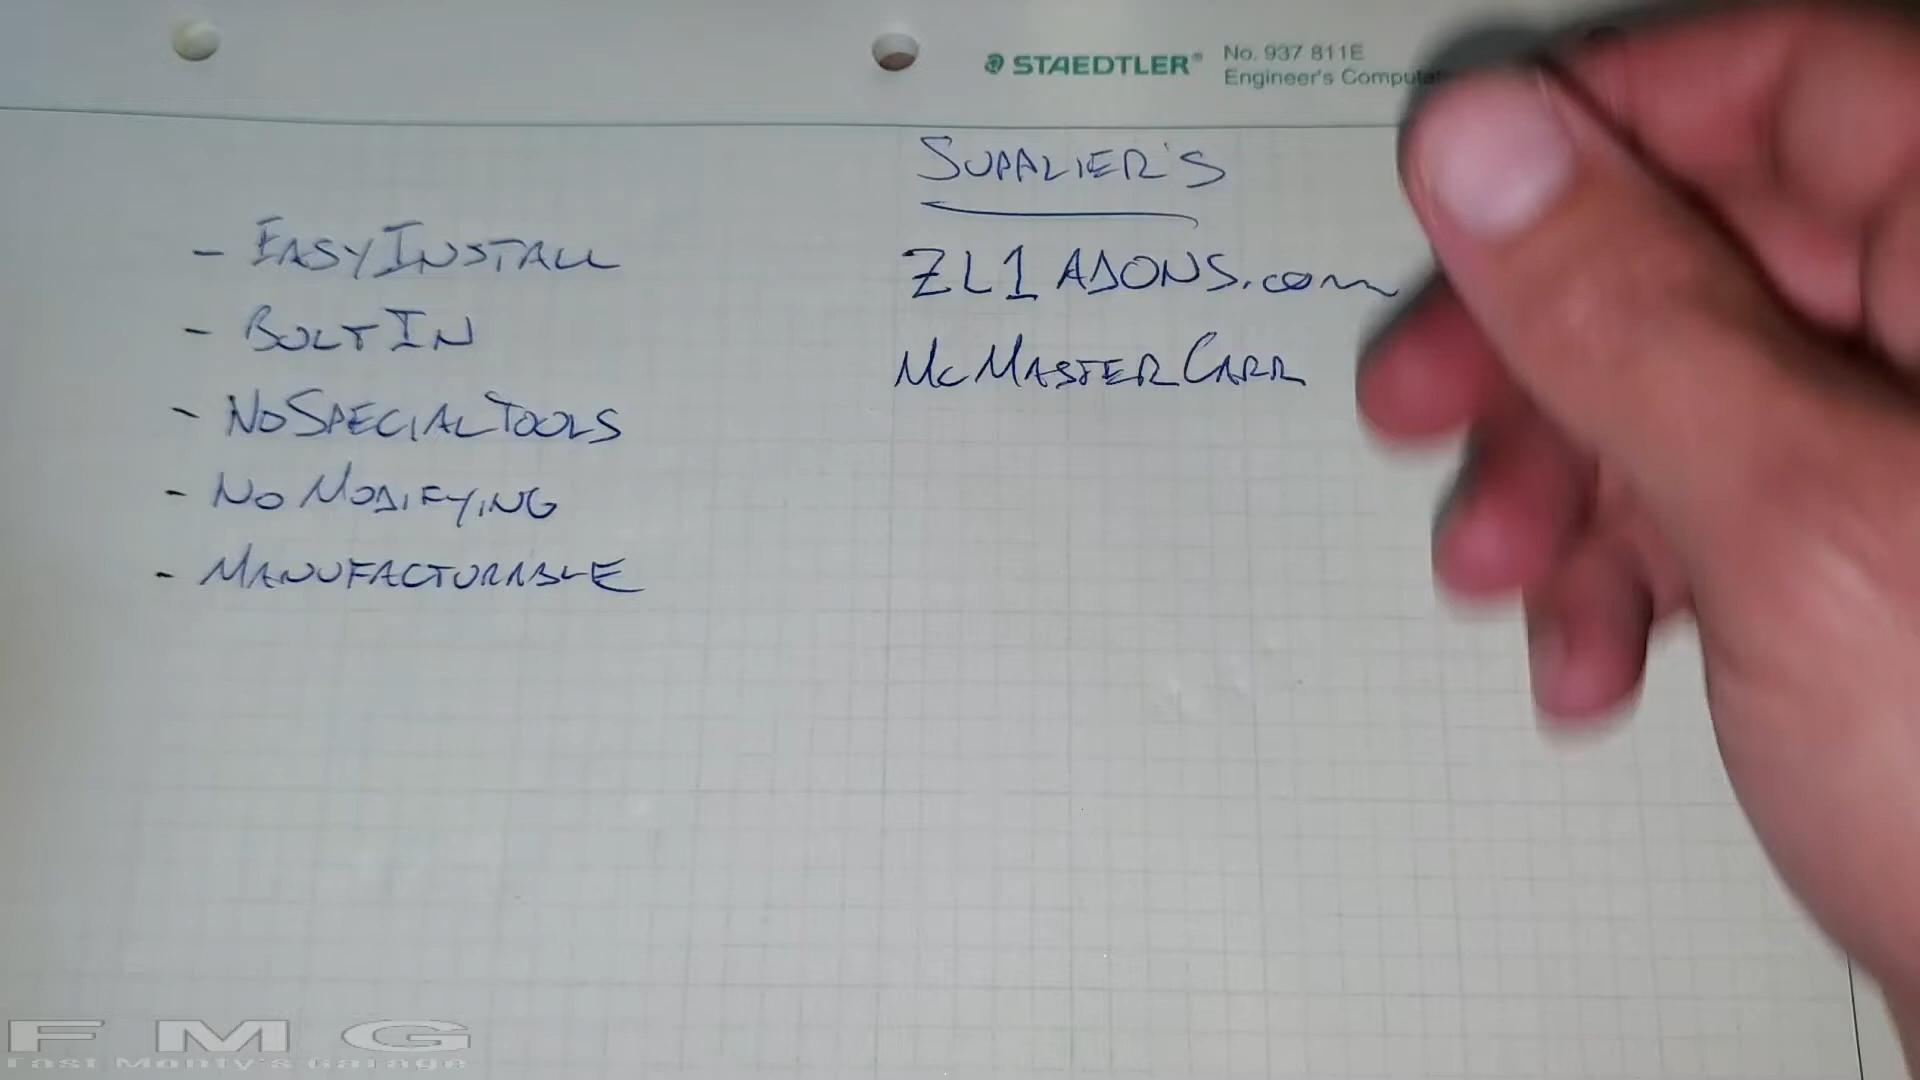 STAEDTLER®
No. 937 811E
Engineer's Computa
- EASY INSTALL
- BOLT IN
- NO SPECIAL TOOLS
- NO MODIFYING
- MANUFACTURABLE
SUPPLIER'S
ZL1 ADONS.com
MCMASTER CARR
FMG
Fast Monty's Garage